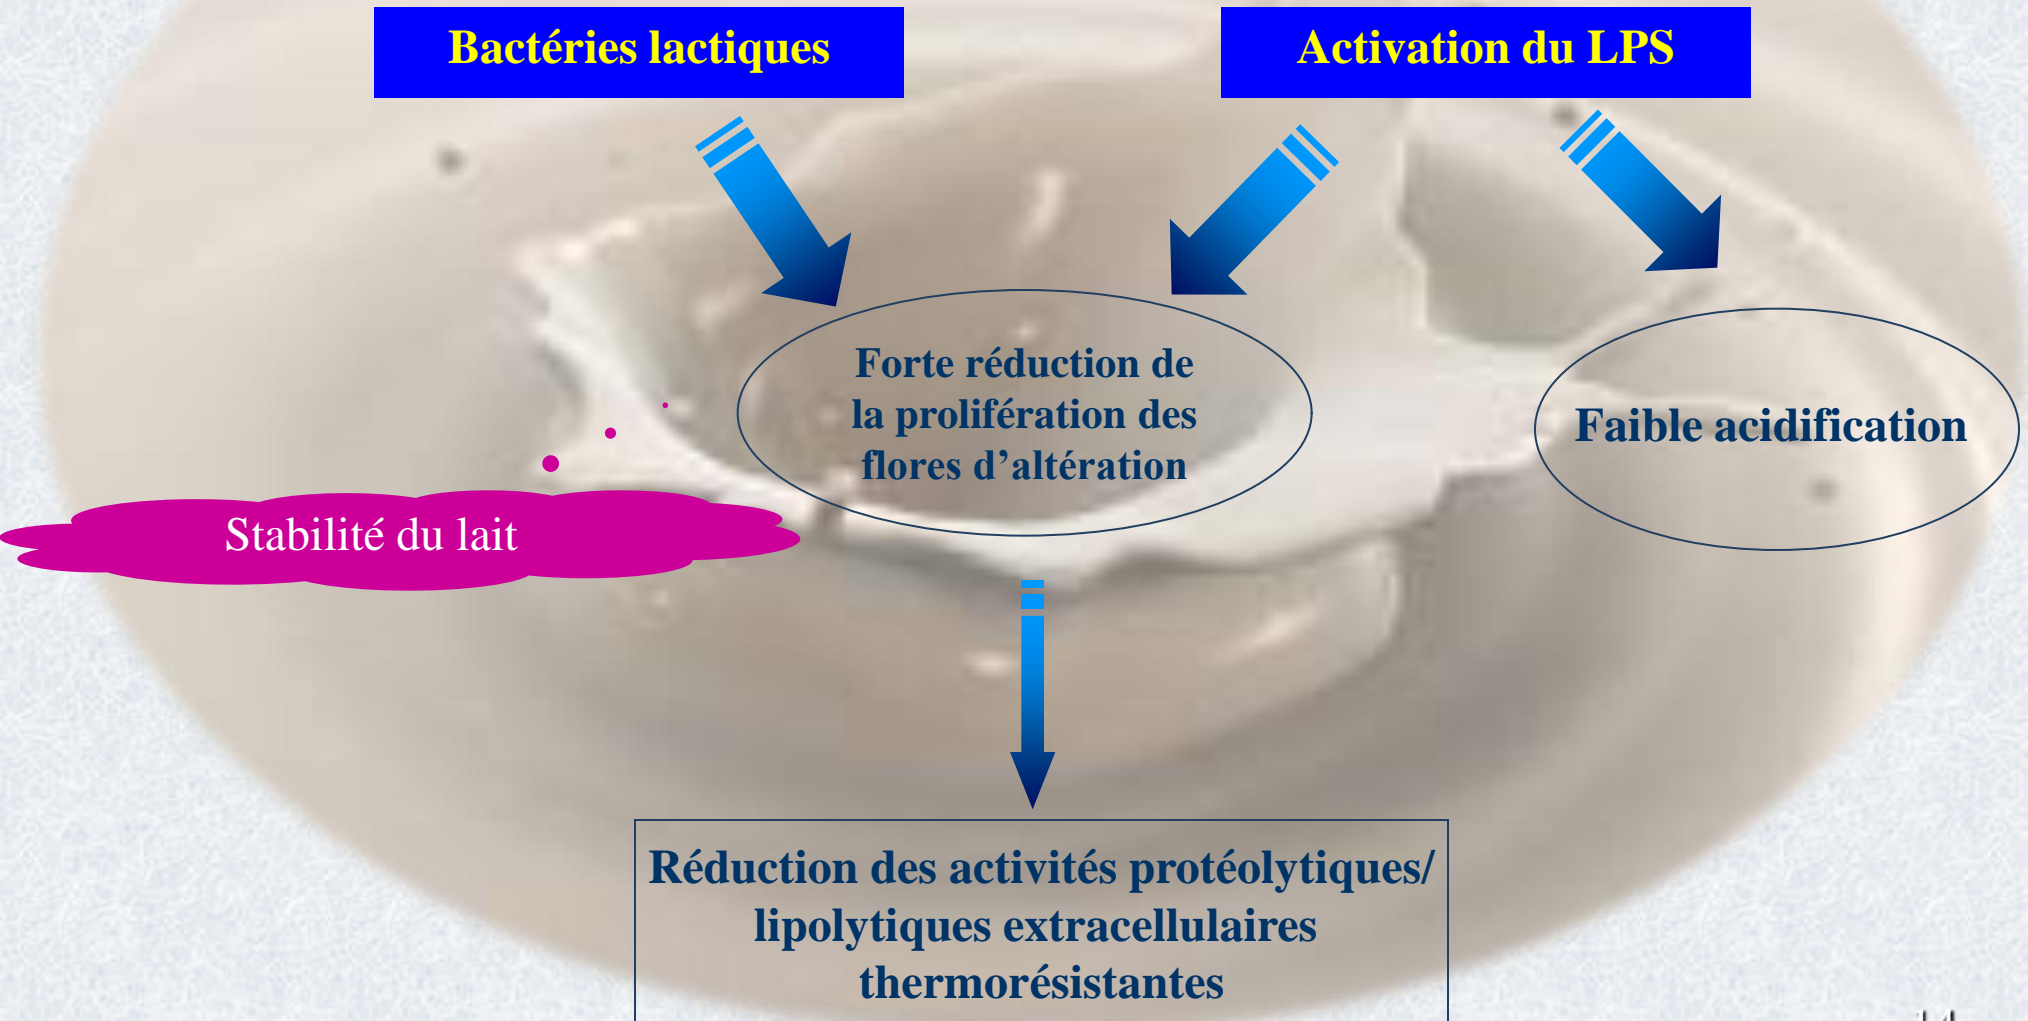 Bactéries lactiques
Activation du LPS
Forte réduction de
la prolifération des
flores d'altération
Faible acidification
Stabilité du lait
Réduction des activités protéolytiques/
lipolytiques extracellulaires
thermorésistantes